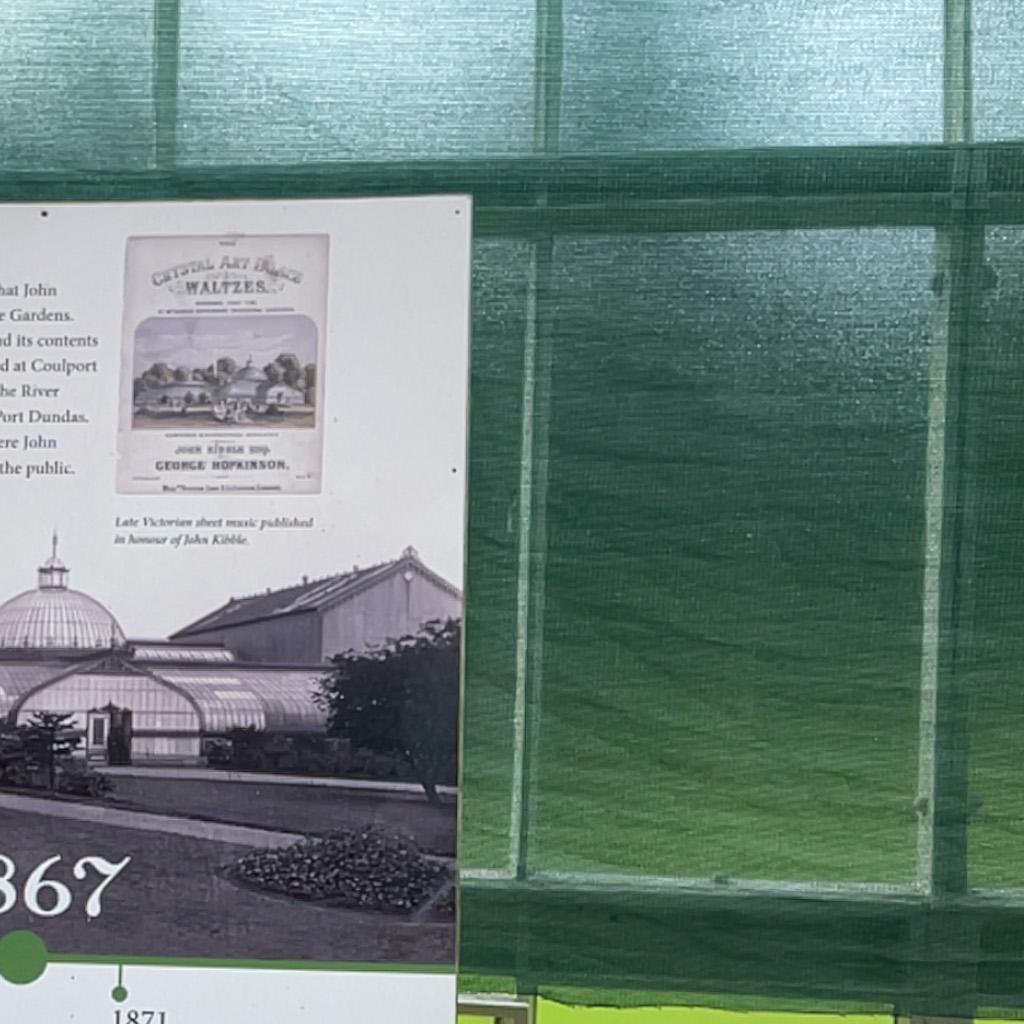 hat John
e Gardens.
d its contents
d at Coulport
he River
Port Dundas.
ere John
the public.
CRYSTAL ART PALACE
WALTZES.
JOHN KIBBLE ESQ.
GEORGE HOPKINSON.
Late Victorian sheet music published
in honour of John Kibble.
867
1871